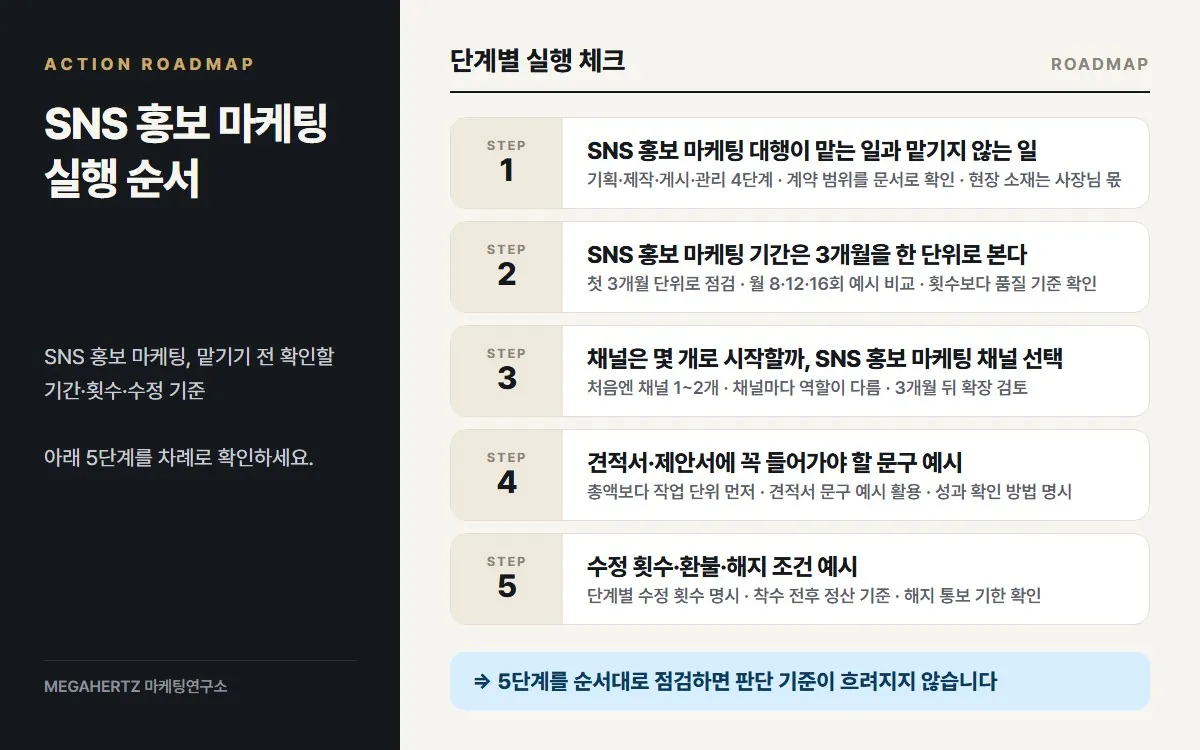 ACTION ROADMAP
SNS 홍보 마케팅
실행 순서
SNS 홍보 마케팅, 맡기기 전 확인할
기간·횟수·수정 기준
아래 5단계를 차례로 확인하세요.
MEGAHERTZ 마케팅연구소
단계별 실행 체크
ROADMAP
STEP
1
SNS 홍보 마케팅 대행이 맡는 일과 맡기지 않는 일
기획·제작·게시·관리 4단계 · 계약 범위를 문서로 확인 · 현장 소재는 사장님 몫
STEP
2
SNS 홍보 마케팅 기간은 3개월을 한 단위로 본다
첫 3개월 단위로 점검 · 월 8·12·16회 예시 비교 · 횟수보다 품질 기준 확인
STEP
3
채널은 몇 개로 시작할까, SNS 홍보 마케팅 채널 선택
처음엔 채널 1~2개 · 채널마다 역할이 다름 · 3개월 뒤 확장 검토
STEP
4
견적서·제안서에 꼭 들어가야 할 문구 예시
총액보다 작업 단위 먼저 · 견적서 문구 예시 활용 · 성과 확인 방법 명시
STEP
5
수정 횟수·환불·해지 조건 예시
단계별 수정 횟수 명시 · 착수 전후 정산 기준 · 해지 통보 기한 확인
→ 5단계를 순서대로 점검하면 판단 기준이 흐려지지 않습니다